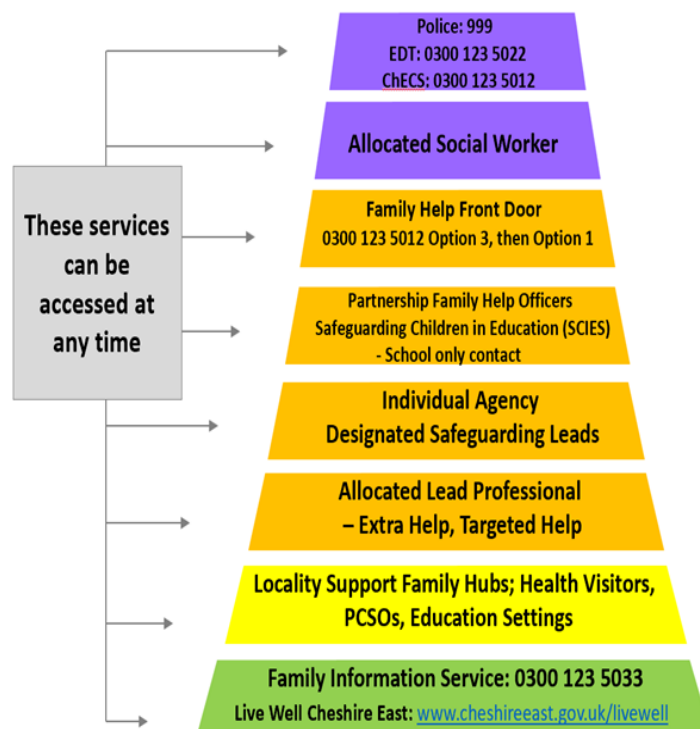 Police: 999
EDT: 0300 123 5022
ChECS: 0300 123 5012
Allocated Social Worker
These services
can be
accessed at
any time
Family Help Front Door
0300 123 5012 Option 3, then Option 1
Partnership Family Help Officers
Safeguarding Children in Education (SCIES)
- School only contact
Individual Agency
Designated Safeguarding Leads
Allocated Lead Professional
– Extra Help, Targeted Help
Locality Support Family Hubs; Health Visitors,
PCSOs, Education Settings
Family Information Service: 0300 123 5033
Live Well Cheshire East: www.cheshireeast.gov.uk/livewell